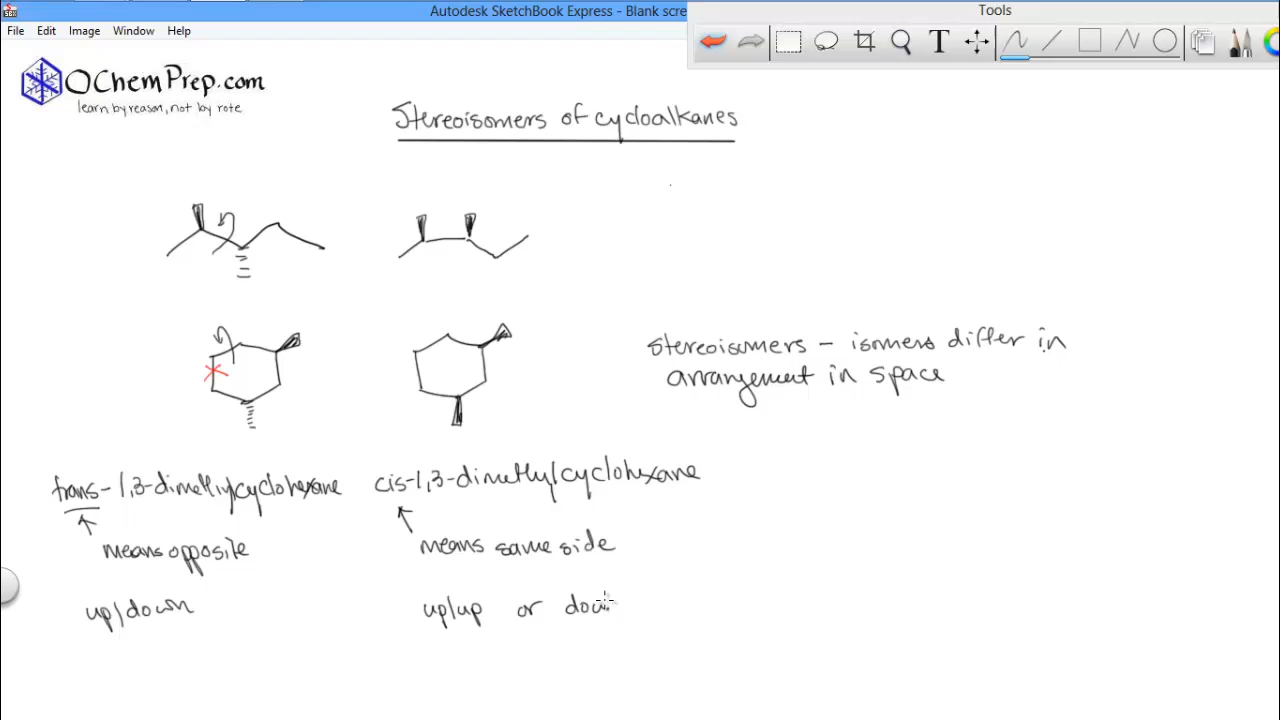 Autodesk SketchBook Express - Blank scre
Tools
File Edit Image Window Help
SBX
T
OChemPrep.com
learn by reason, not by rote
Stereoisomers of cycloalkanes
stereoisomers - isomers differ in
arrangement in space
trans-1,3-dimethylcyclohexane
cis-1,3-dimethylcyclohexane
means opposite
means same side
up/down
up/up or dow